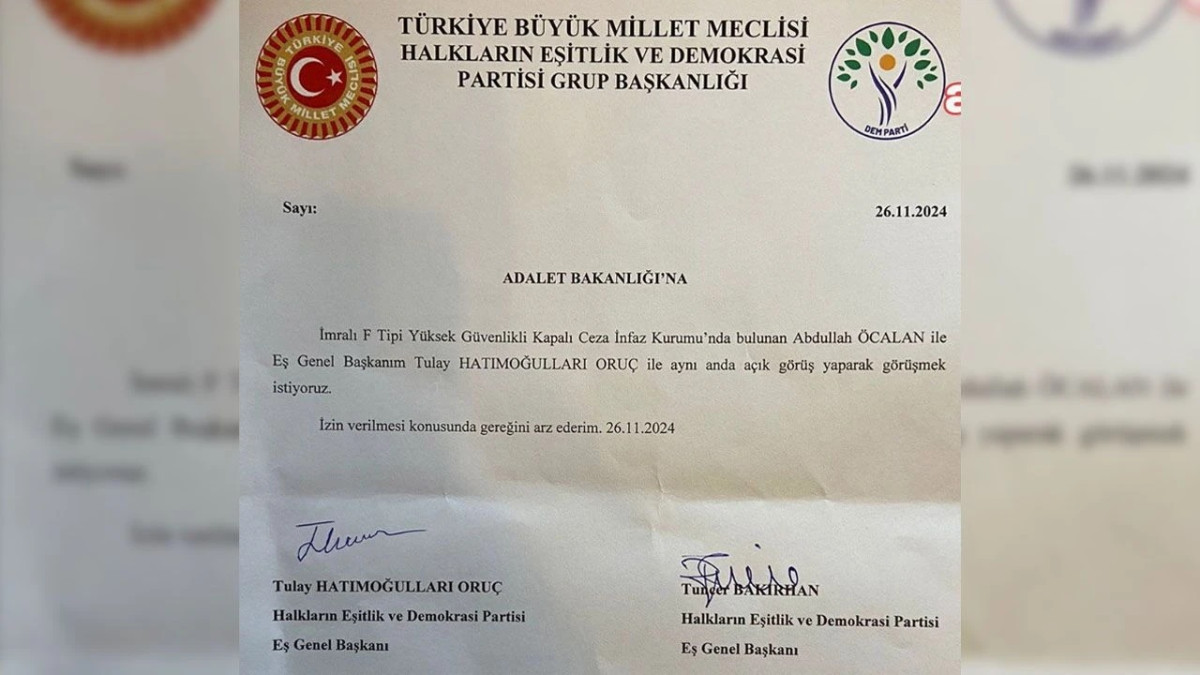 TÜRKİYE BÜYÜK MİLLET MECLİSİ
HALKLARIN EŞİTLİK VE DEMOKRASİ
PARTİSİ GRUP BAŞKANLIĞI
TÜRKİYE
BÜYÜK MİLLET MECLİSİ
DEM PARTİ
a
Sayı:
26.11.2024
ADALET BAKANLIĞI'NA
İmralı F Tipi Yüksek Güvenlikli Kapalı Ceza İnfaz Kurumu'nda bulunan Abdullah ÖCALAN ile
Eş Genel Başkanım Tulay HATIMOĞULLARI ORUÇ ile aynı anda açık görüş yaparak görüşmek
istiyoruz.
İzin verilmesi konusunda gereğini arz ederim. 26.11.2024
Tulay HATIMOĞULLARI ORUÇ
Halkların Eşitlik ve Demokrasi Partisi
Eş Genel Başkanı
Tunçer BAKIRHAN
Halkların Eşitlik ve Demokrasi Partisi
Eş Genel Başkanı